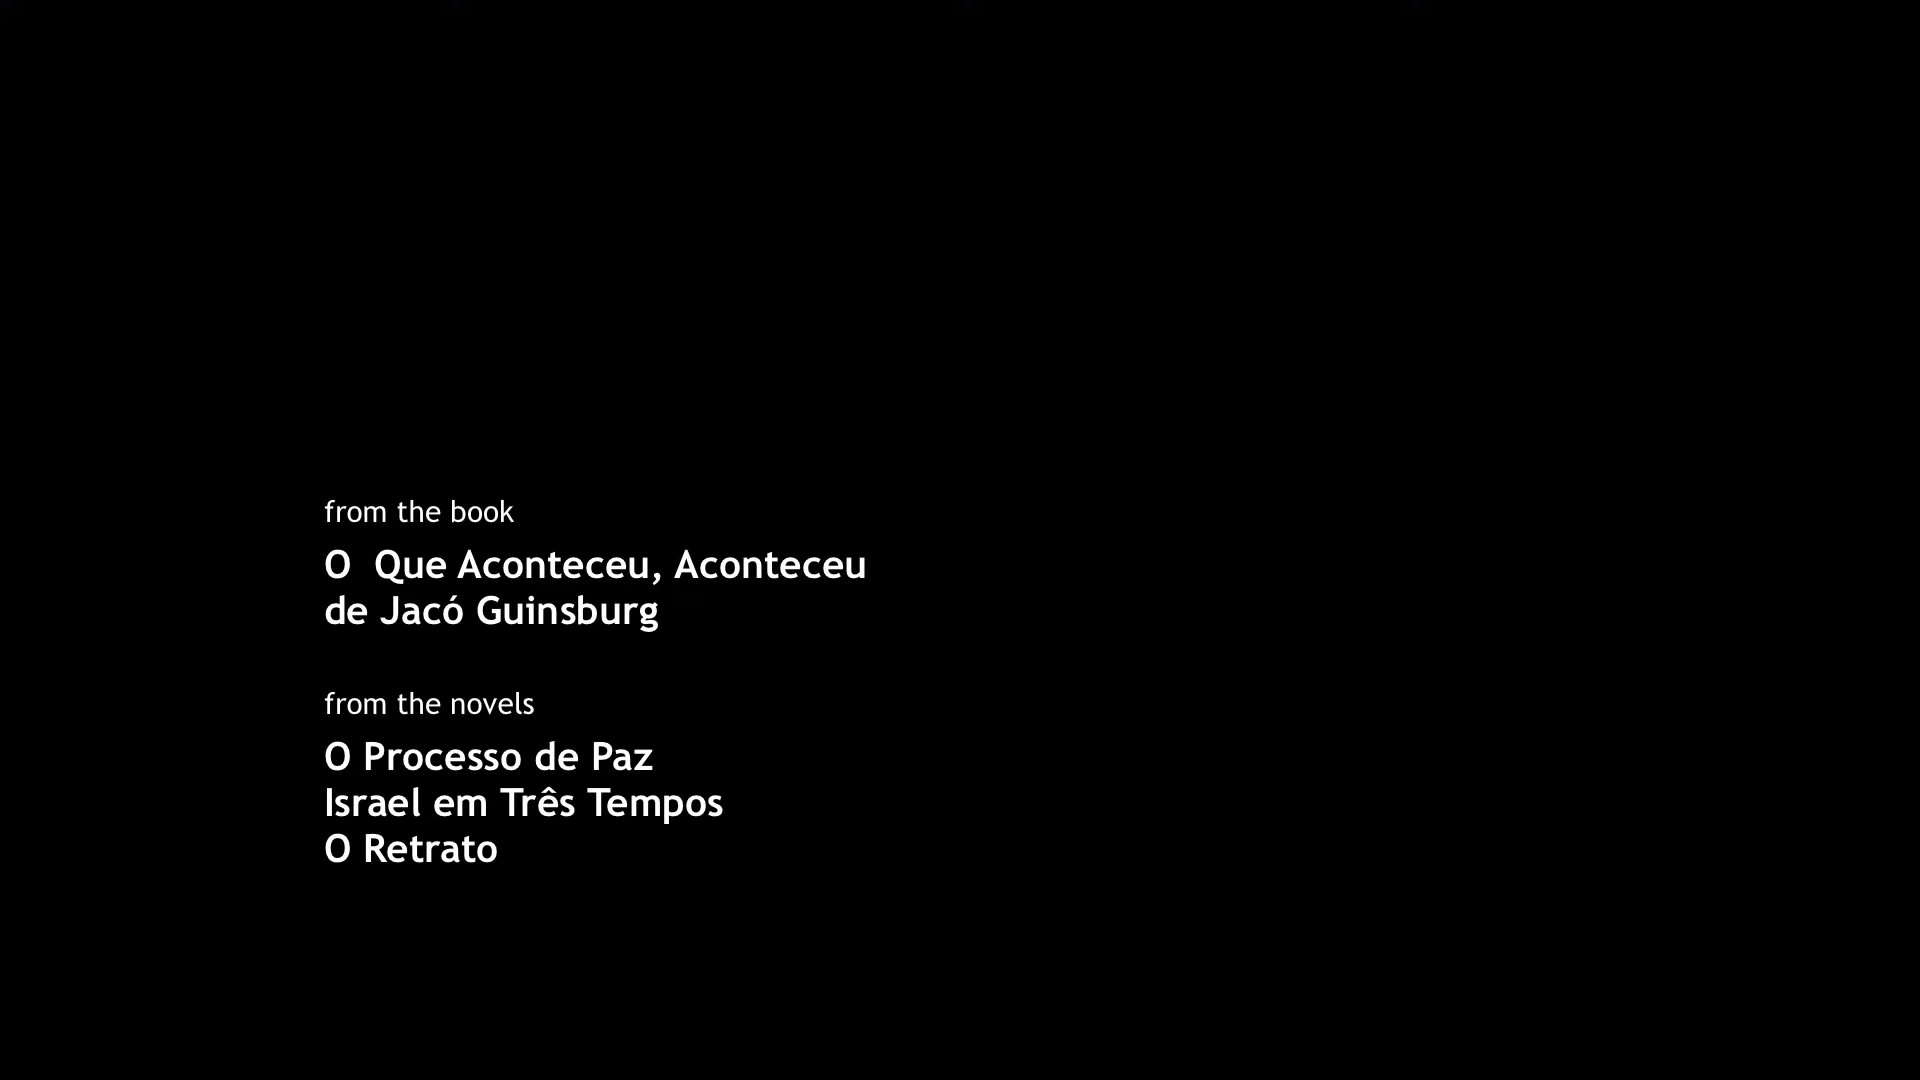 from the book
O  Que Aconteceu, Aconteceu
de Jacó Guinsburg
from the novels
O Processo de Paz
Israel em Três Tempos
O Retrato